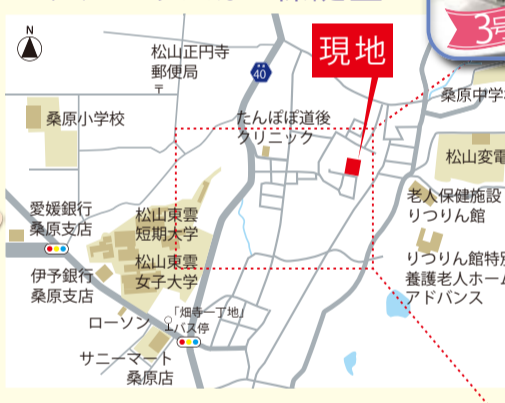 N
松山正円寺
郵便局
〒
40
現地
3号
桑原小学校
たんぽぽ道後
クリニック
桑原中学
松山変電
愛媛銀行
桑原支店
松山東雲
短期大学
老人保健施設
りつりん館
伊予銀行
桑原支店
松山東雲
女子大学
りつりん館特別
養護老人ホーム
アドバンス
ローソン
「畑寺一丁目」
バス停
サニーマート
桑原店